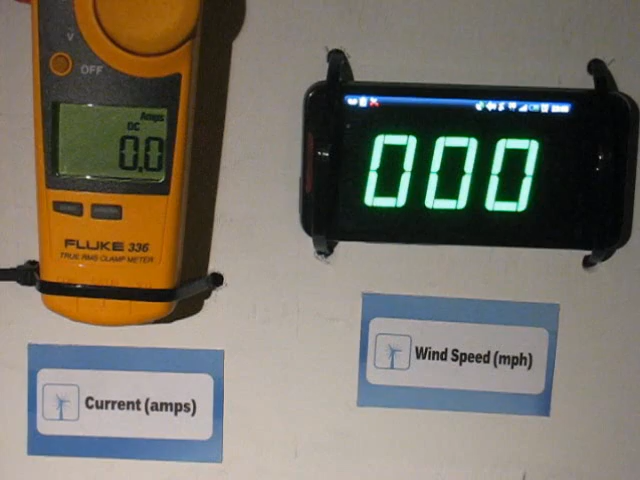 V
OFF
Amps
DC
0.0
FLUKE 336
TRUE RMS CLAMP METER
000
Current (amps)
Wind Speed (mph)